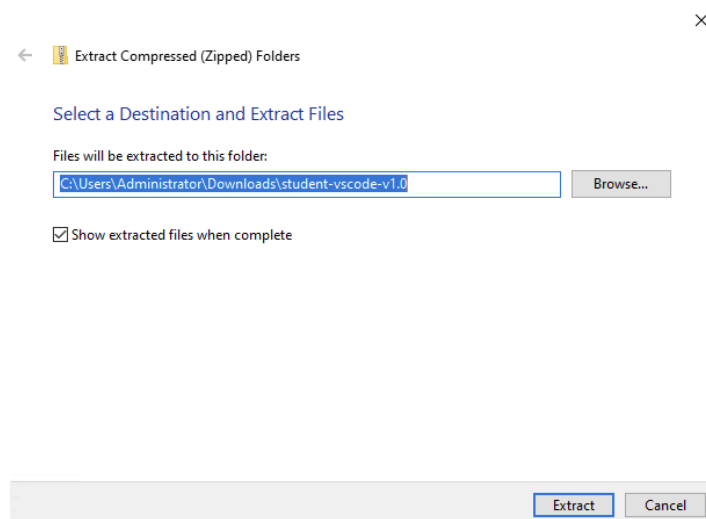 Extract Compressed (Zipped) Folders
Select a Destination and Extract Files
Files will be extracted to this folder:
C:\Users\Administrator\Downloads\student-vscode-v1.0
Browse...
Show extracted files when complete
Extract
Cancel